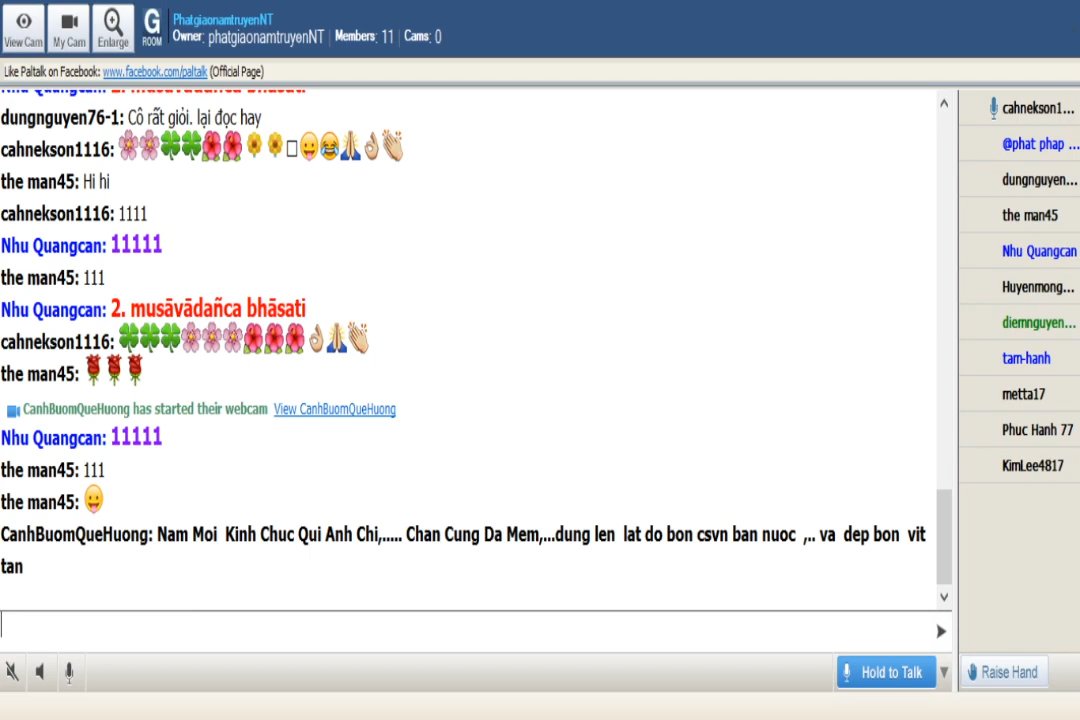 PhatgiaonamtruyenNT
View Cam My Cam Enlarge G ROOM Owner: phatgiaonamtruyenNT Members: 11 Cams: 0
Like Paltalk on Facebook: www.facebook.com/paltalk (Official Page)
Nhu Quangcan: 2. musāvādañca bhāsati
dungnguyen76-1: Cô rất giỏi. lại đọc hay
cahnekson1116: 🌸🌸🍀🍀🌺🌺🌻🌻□😛😂🙏👌👏
the man45: Hi hi
cahnekson1116: 1111
Nhu Quangcan: 11111
the man45: 111
Nhu Quangcan: 2. musāvādañca bhāsati
cahnekson1116: 🍀🍀🍀🌸🌸🌸🌺🌺🌺👌🙏👏
the man45: 🌹🌹🌹
CanhBuomQueHuong has started their webcam View CanhBuomQueHuong
Nhu Quangcan: 11111
the man45: 111
the man45: 😛
CanhBuomQueHuong: Nam Moi Kinh Chuc Qui Anh Chi,..... Chan Cung Da Mem,...dung len lat do bon csvn ban nuoc ,.. va dep bon vit
tan
cahnekson1...
@phat phap ...
dungnguyen...
the man45
Nhu Quangcan
Huyenmong...
diemnguyen...
tam-hanh
metta17
Phuc Hanh 77
KimLee4817
Hold to Talk
Raise Hand